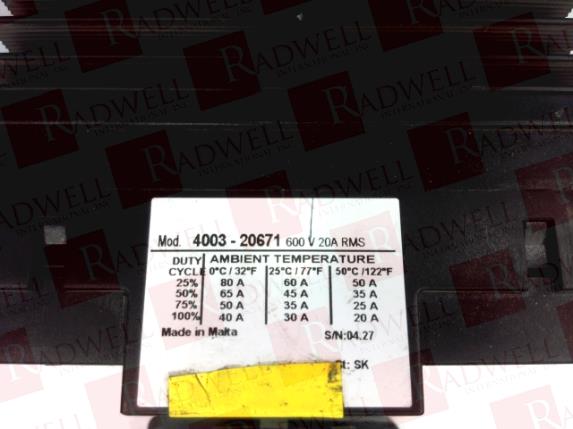 Mod. 4003 - 20671 600 V 20A RMS
DUTY CYCLE AMBIENT TEMPERATURE
0°C / 32°F 25°C / 77°F 50°C /122°F
25% 80 A 60 A 50 A
50% 65 A 45 A 35 A
75% 50 A 35 A 25 A
100% 40 A 30 A 20 A
Made in Malta S/N:04.27
t: SK
RADWELL
INTERNATIONAL, INC.